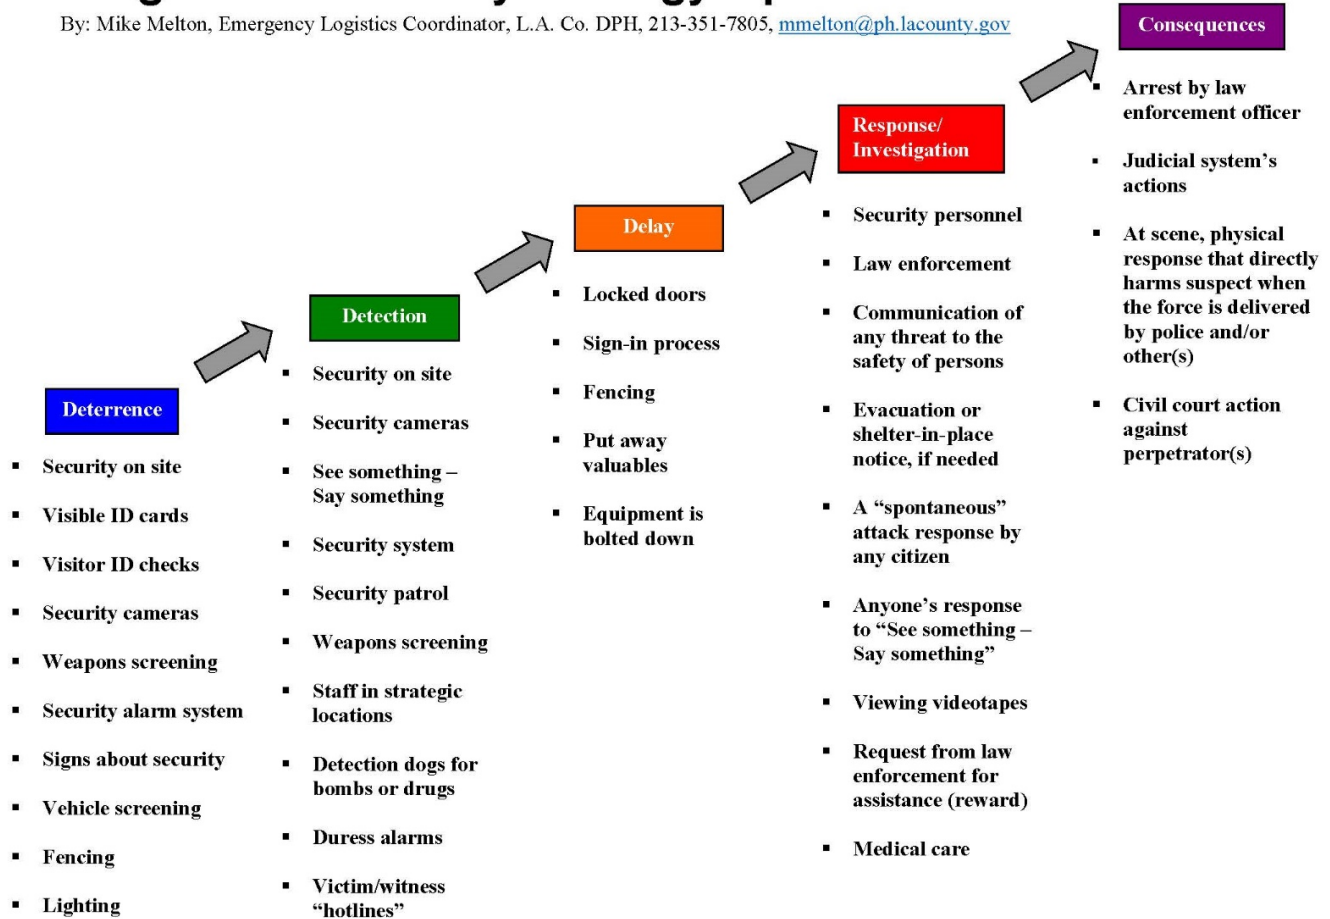 By: Mike Melton, Emergency Logistics Coordinator, L.A. Co. DPH, 213-351-7805, mmelton@ph.lacounty.gov
Deterrence
▪ Security on site
▪ Visible ID cards
▪ Visitor ID checks
▪ Security cameras
▪ Weapons screening
▪ Security alarm system
▪ Signs about security
▪ Vehicle screening
▪ Fencing
▪ Lighting
Detection
▪ Security on site
▪ Security cameras
▪ See something –
Say something
▪ Security system
▪ Security patrol
▪ Weapons screening
▪ Staff in strategic
locations
▪ Detection dogs for
bombs or drugs
▪ Duress alarms
▪ Victim/witness
“hotlines”
Delay
▪ Locked doors
▪ Sign-in process
▪ Fencing
▪ Put away
valuables
▪ Equipment is
bolted down
Response/
Investigation
▪ Security personnel
▪ Law enforcement
▪ Communication of
any threat to the
safety of persons
▪ Evacuation or
shelter-in-place
notice, if needed
▪ A “spontaneous”
attack response by
any citizen
▪ Anyone’s response
to “See something –
Say something”
▪ Viewing videotapes
▪ Request from law
enforcement for
assistance (reward)
▪ Medical care
Consequences
▪ Arrest by law
enforcement officer
▪ Judicial system’s
actions
▪ At scene, physical
response that directly
harms suspect when
the force is delivered
by police and/or
other(s)
▪ Civil court action
against
perpetrator(s)